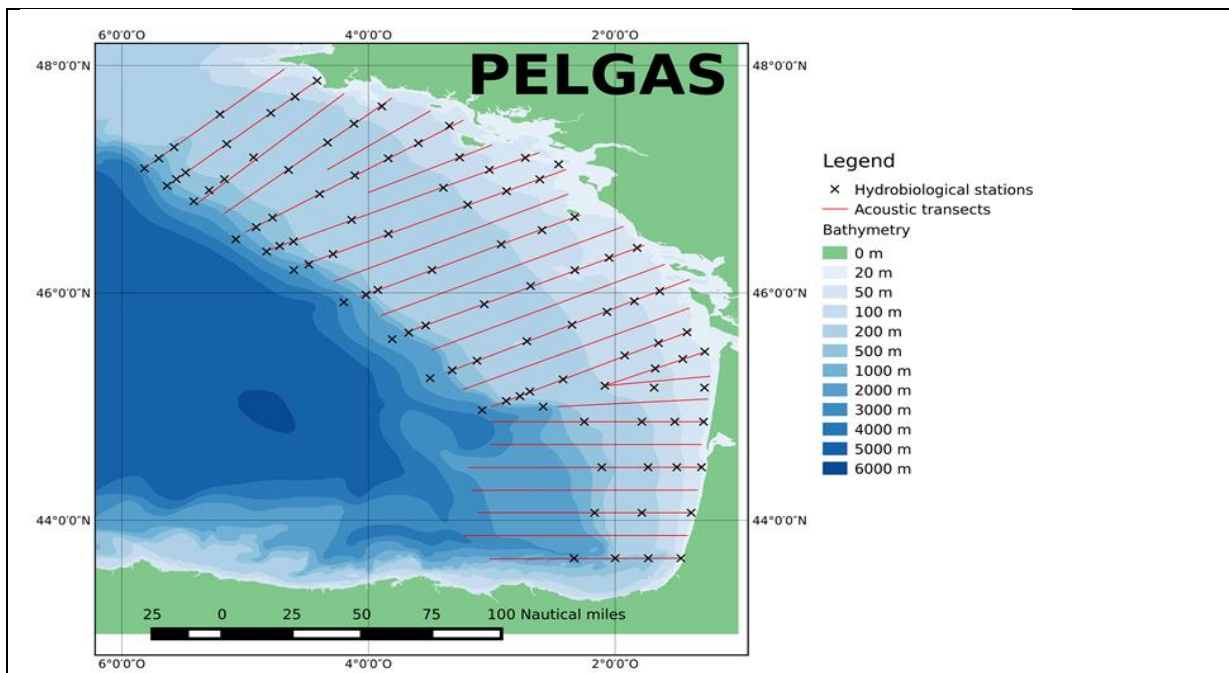 6°0'0"O 4°0'0"O 2°0'0"O
48°0'0"N 48°0'0"N
PELGAS
46°0'0"N 46°0'0"N
44°0'0"N 44°0'0"N
25 0 25 50 75 100 Nautical miles
6°0'0"O 4°0'0"O 2°0'0"O
Legend
Hydrobiological stations
Acoustic transects
Bathymetry
0 m
20 m
50 m
100 m
200 m
500 m
1000 m
2000 m
3000 m
4000 m
5000 m
6000 m